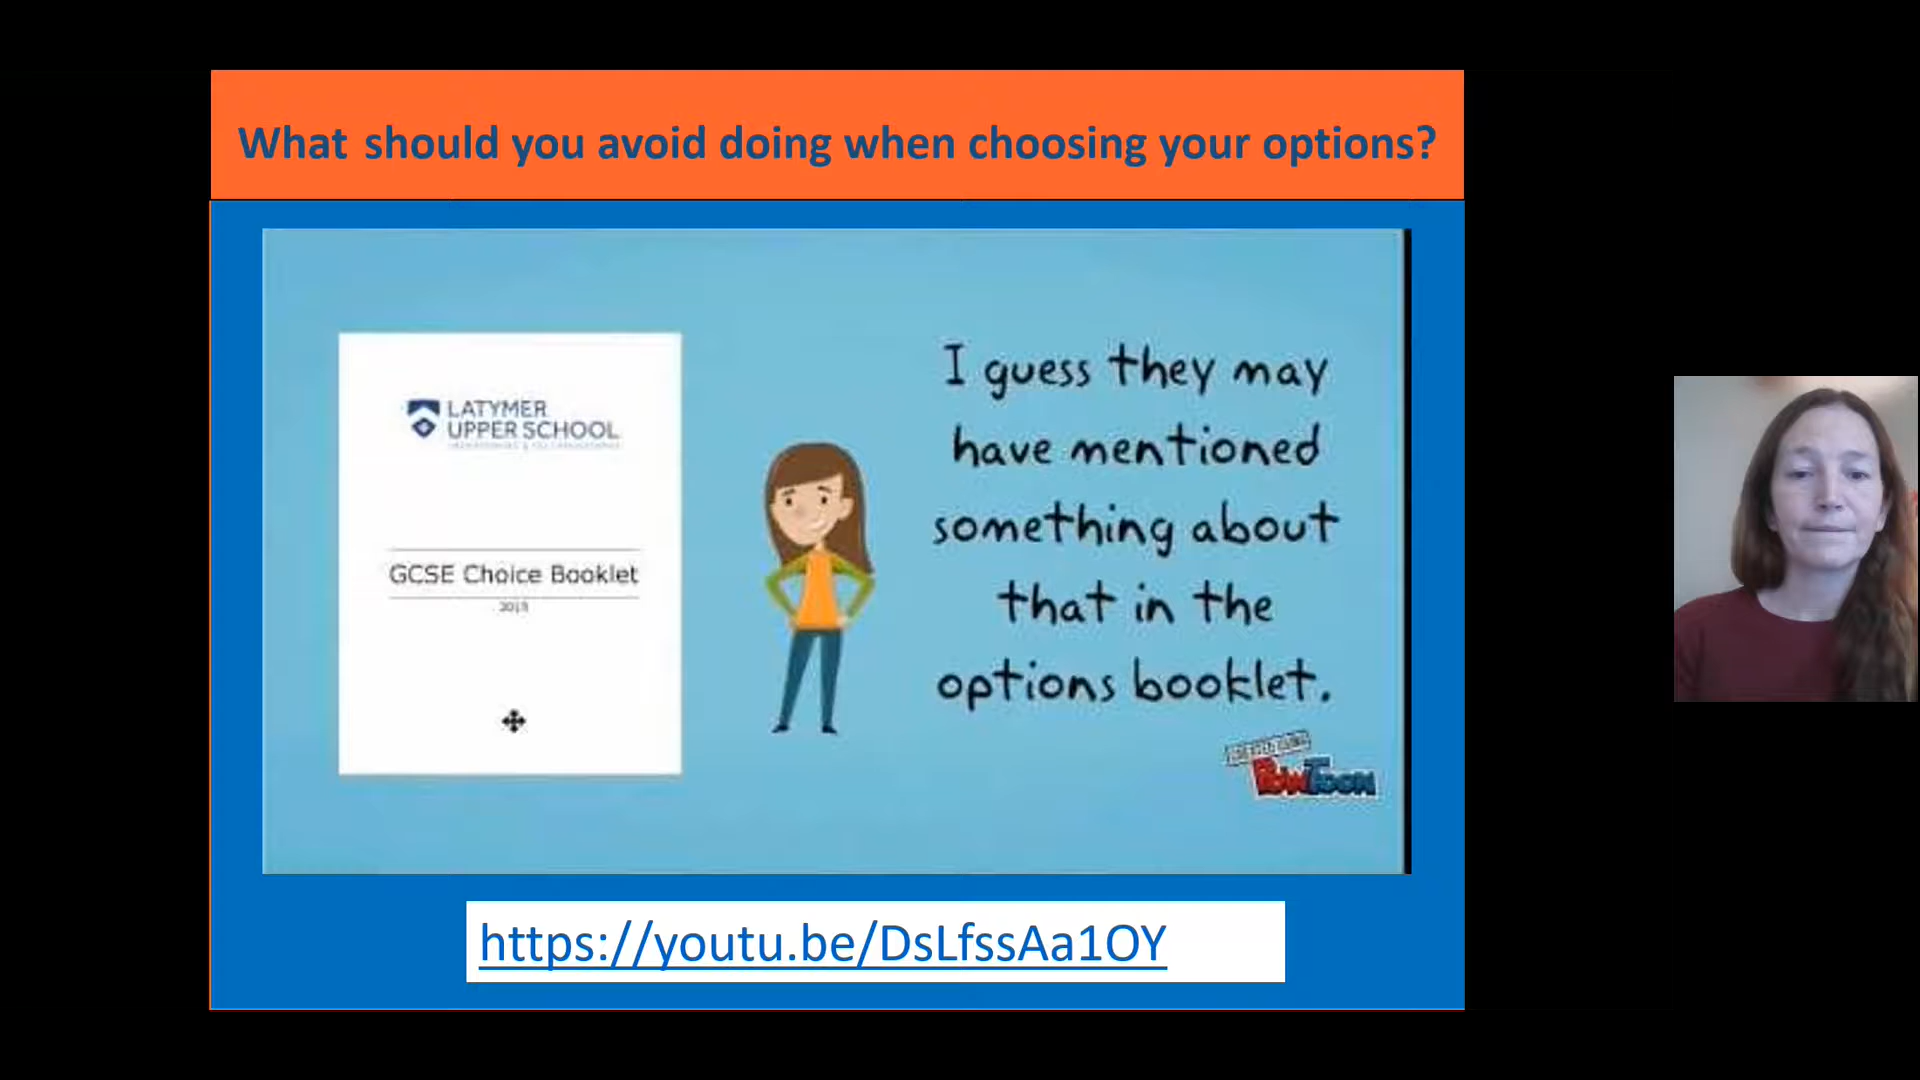 What should you avoid doing when choosing your options?
LATYMER
UPPER SCHOOL
GCSE Choice Booklet
I guess they may
have mentioned
something about
that in the
options booklet.
POWTOON
https://youtu.be/DsLfssAa1OY